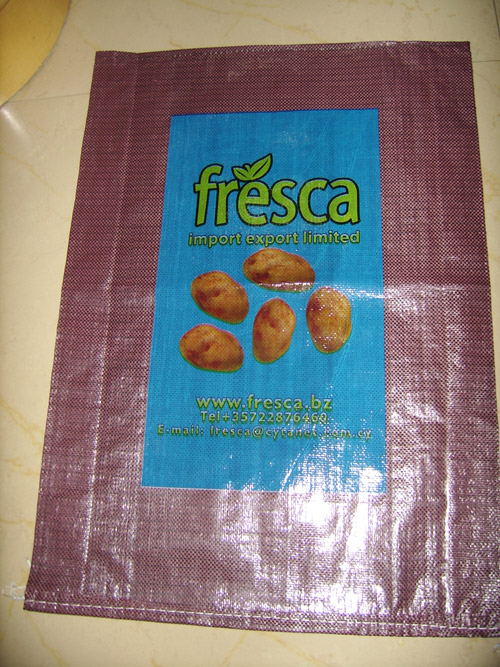 fresca
import export limited
www.fresca.bz
Tel+35722876460
E-mail: fresca@cytanet.com.cy